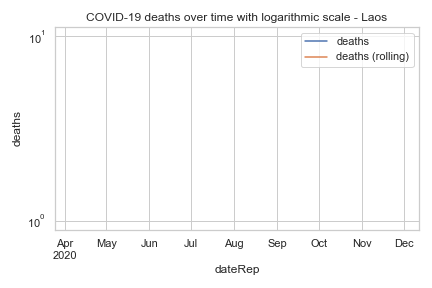 COVID-19 deaths over time with logarithmic scale - Laos
deaths
deaths (rolling)
deaths
10¹
10⁰
Apr May Jun Jul Aug Sep Oct Nov Dec
2020
dateRep